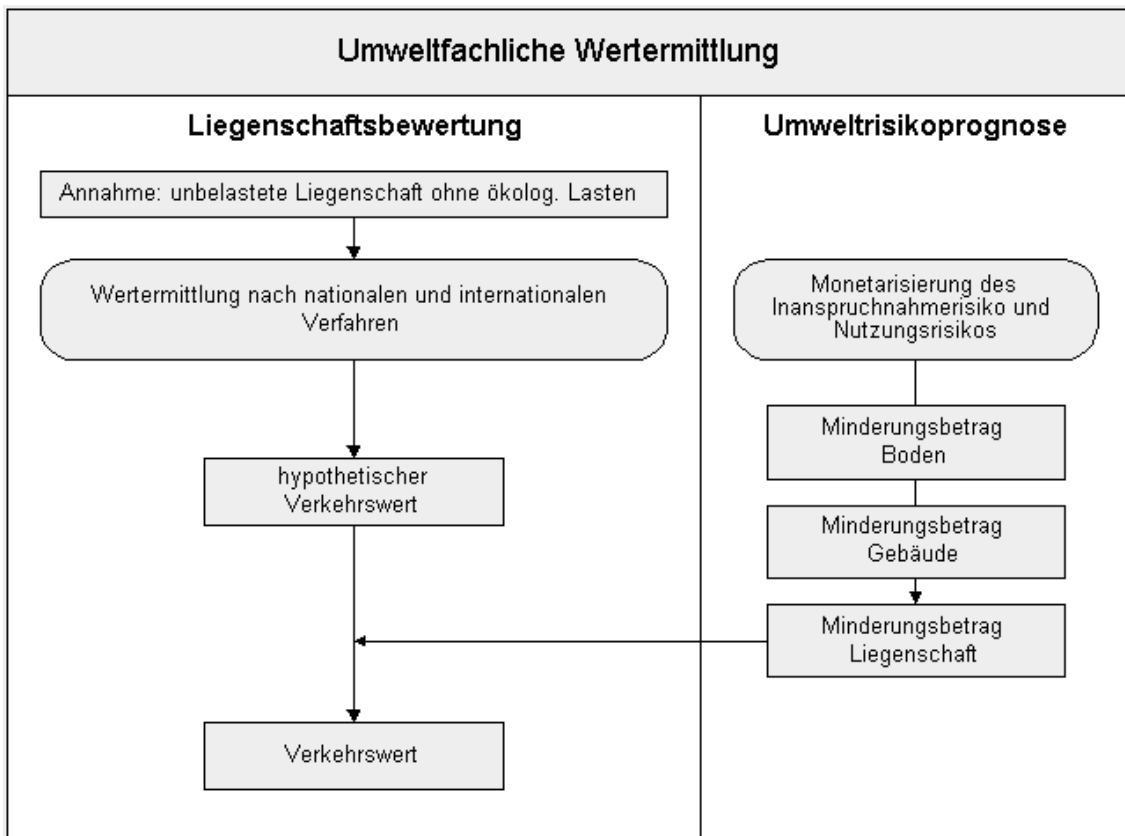 Umweltfachliche Wertermittlung
Liegenschaftsbewertung
Annahme: unbelastete Liegenschaft ohne ökolog. Lasten
Wertermittlung nach nationalen und internationalen
Verfahren
hypothetischer
Verkehrswert
Verkehrswert
Umweltrisikoprognose
Monetarisierung des
Inanspruchnahmerisiko und
Nutzungsrisikos
Minderungsbetrag
Boden
Minderungsbetrag
Gebäude
Minderungsbetrag
Liegenschaft